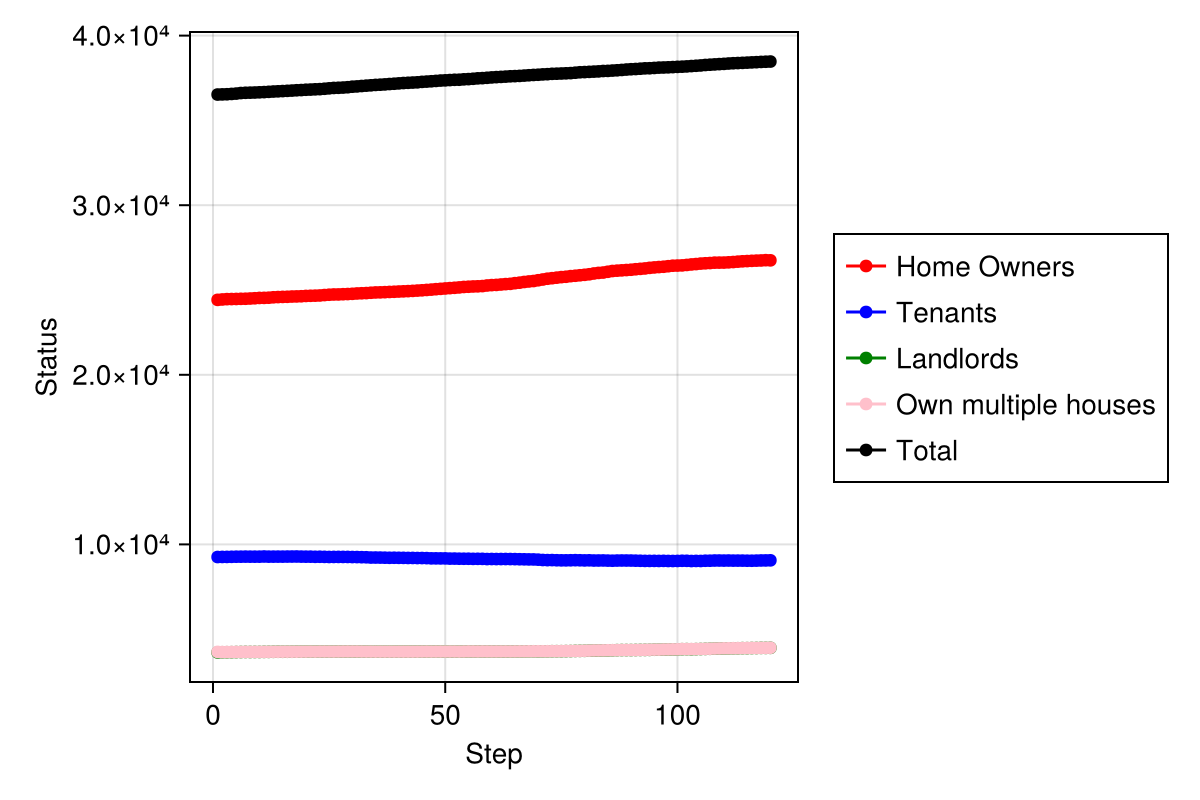 4.0×10⁴
3.0×10⁴
2.0×10⁴
1.0×10⁴
Status
0
50
100
Step
Home Owners
Tenants
Landlords
Own multiple houses
Total